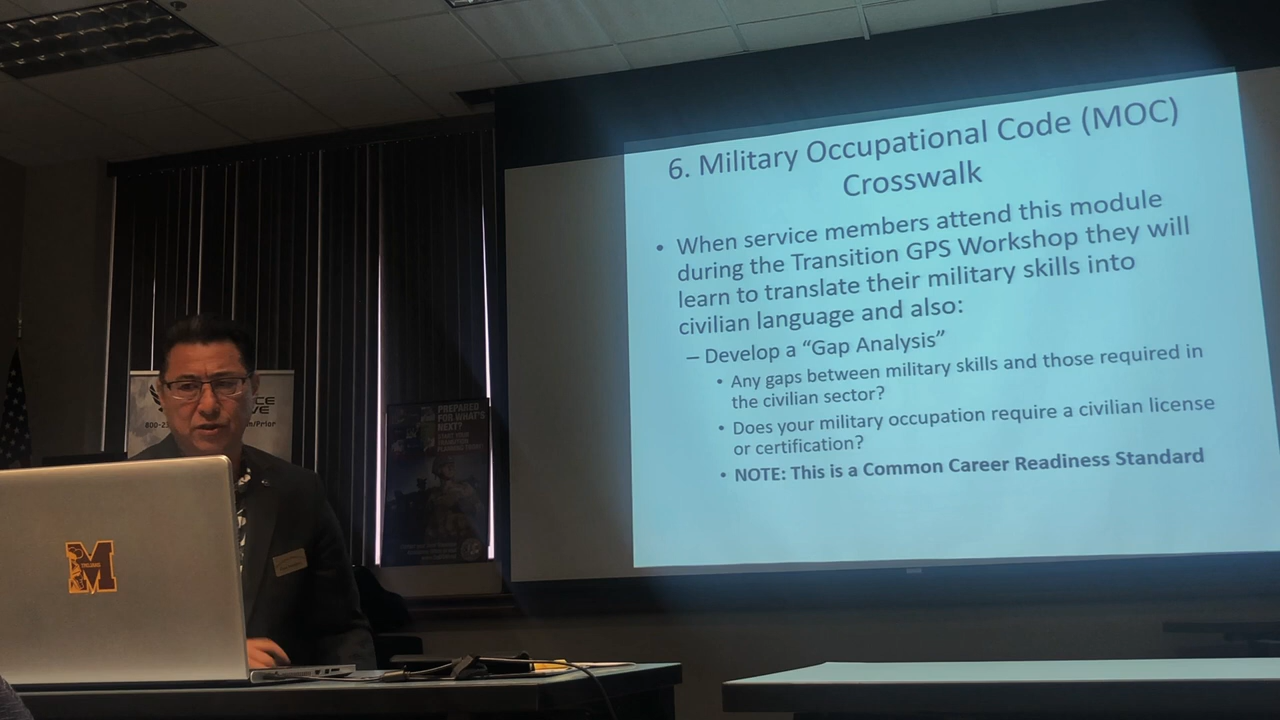 6. Military Occupational Code (MOC)
Crosswalk
• When service members attend this module
during the Transition GPS Workshop they will
learn to translate their military skills into
civilian language and also:
– Develop a “Gap Analysis”
• Any gaps between military skills and those required in
the civilian sector?
• Does your military occupation require a civilian license
or certification?
• NOTE: This is a Common Career Readiness Standard
PREPARED
FOR WHAT'S
NEXT?
M